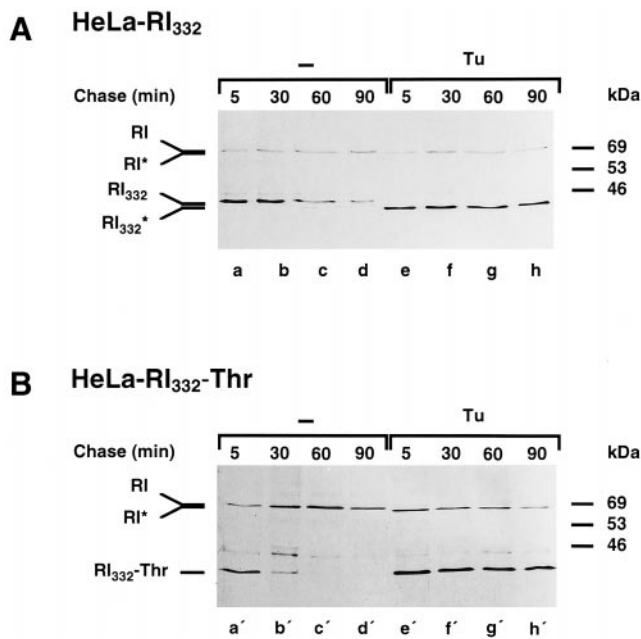 A HeLa-RI332
– Tu
Chase (min) 5 30 60 90 5 30 60 90 kDa
RI
RI*
RI332
RI332*
69
53
46
a b c d e f g h
B HeLa-RI332-Thr
– Tu
Chase (min) 5 30 60 90 5 30 60 90 kDa
RI
RI*
RI332-Thr
69
53
46
a´ b´ c´ d´ e´ f´ g´ h´